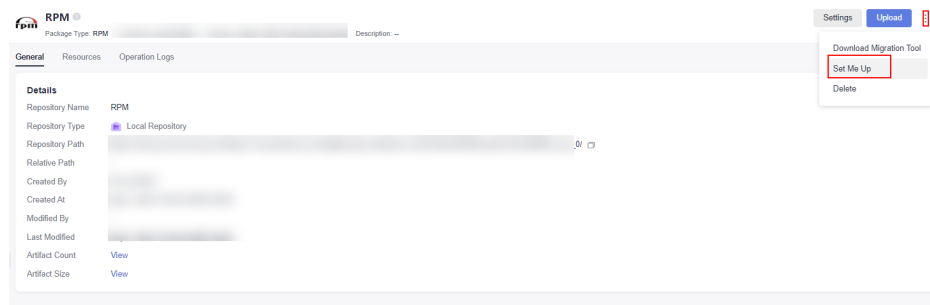 rpm
RPM
Package Type: RPM Description: --
Settings Upload
Download Migration Tool
Set Me Up
Delete
General Resources Operation Logs
Details
Repository Name RPM
Repository Type Local Repository
Repository Path _0/
Relative Path
Created By
Created At
Modified By
Last Modified
Artifact Count View
Artifact Size View